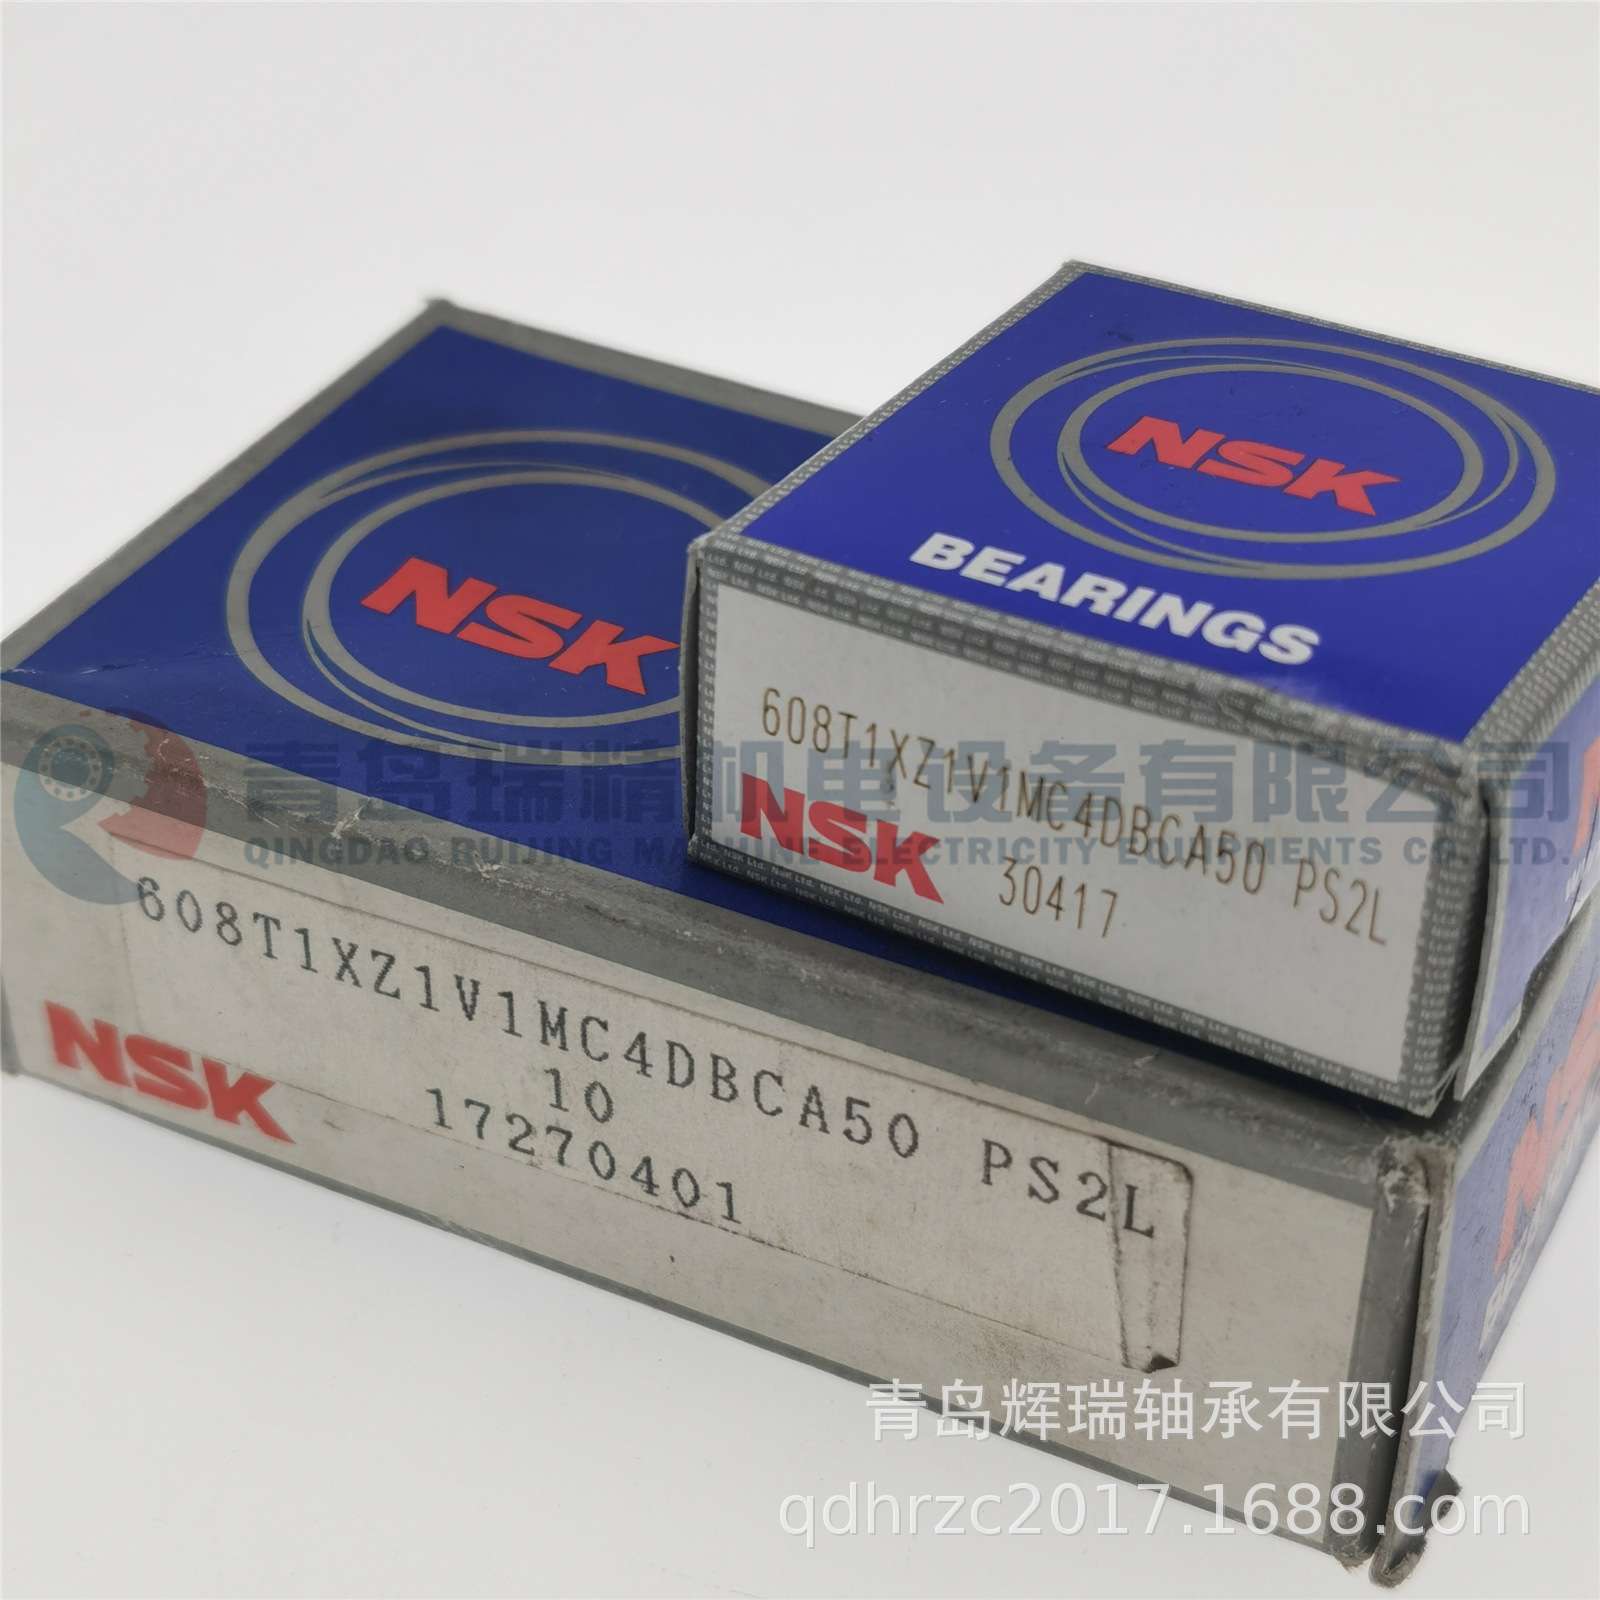 NSK
BEARINGS
608T1XZ1V1MC4DBCA50 PS2L
NSK
30417
NSK
青岛瑞精机电设备有限公司
QINGDAO RUIJING MACHINE ELECTRICITY EQUIPMENTS CO.LTD.
608T1XZ1V1MC4DBCA50 PS2L
NSK
10
17270401
青岛辉瑞轴承有限公司
qdhrzc2017.1688.com